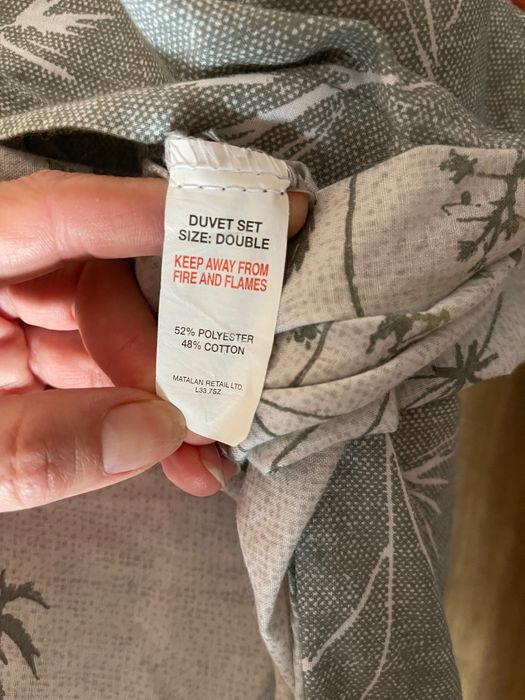 DUVET SET
SIZE: DOUBLE
KEEP AWAY FROM
FIRE AND FLAMES
52% POLYESTER
48% COTTON
MATALAN RETAIL LTD.
L33 7SZ